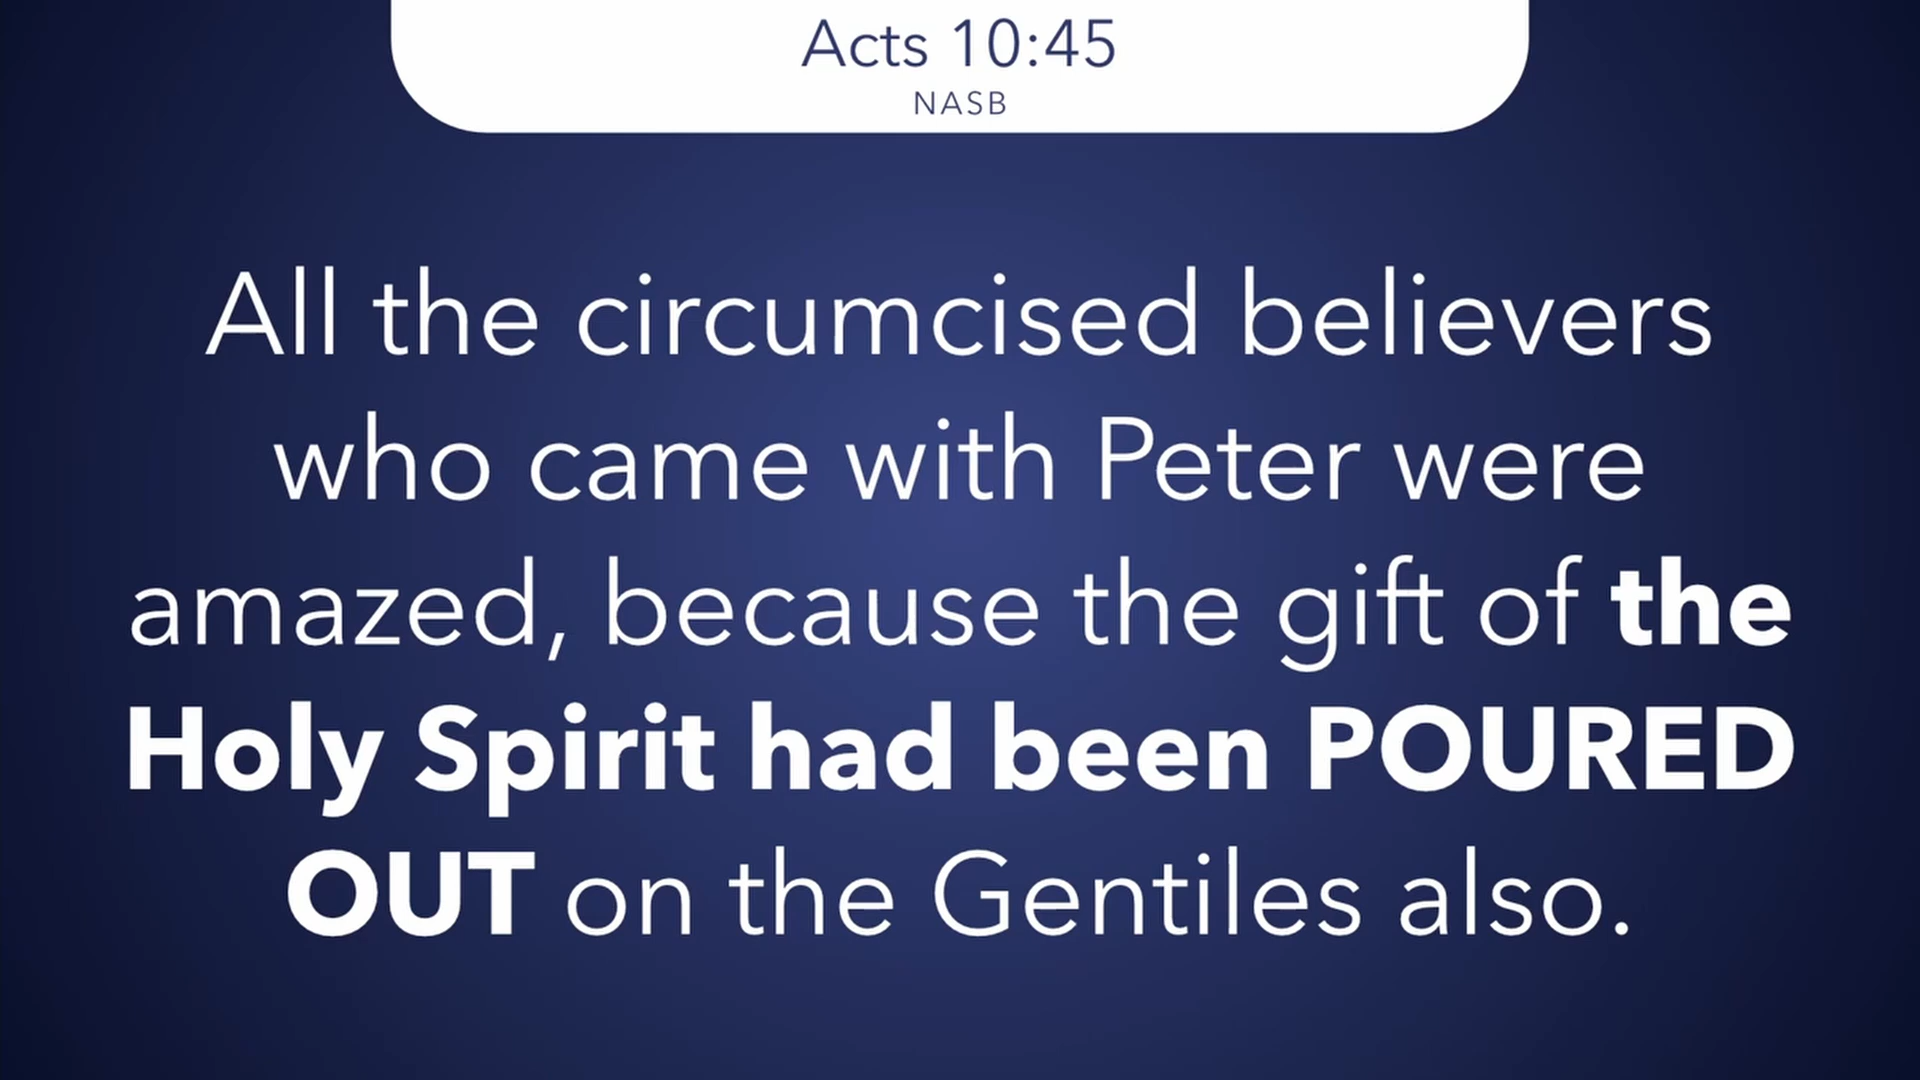 Acts 10:45
NASB
All the circumcised believers
who came with Peter were
amazed, because the gift of the
Holy Spirit had been POURED
OUT on the Gentiles also.